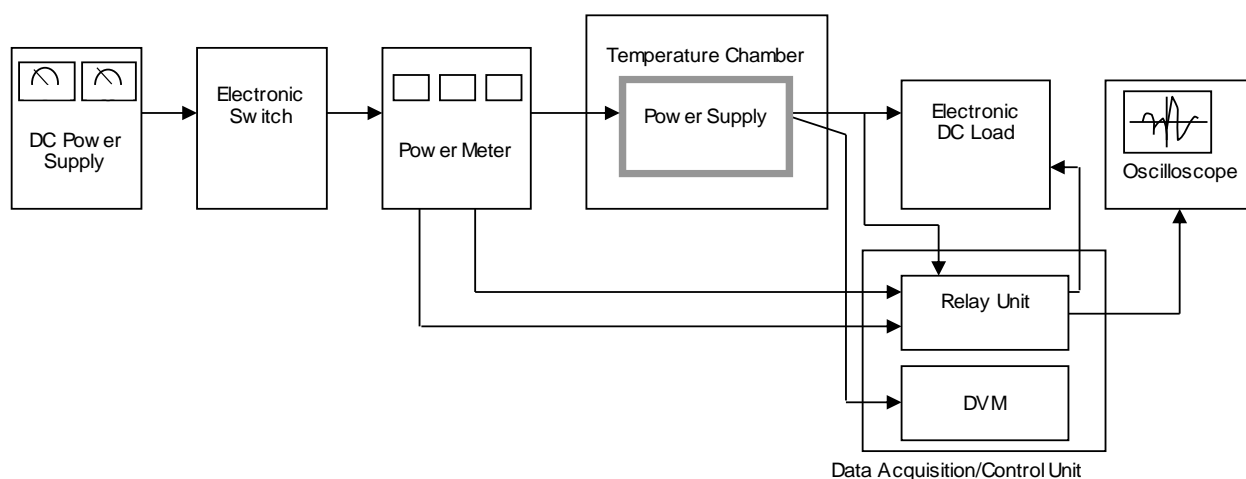 DC Power
Supply
Electronic
Switch
Power Meter
Temperature Chamber
Power Supply
Electronic
DC Load
Oscilloscope
Relay Unit
DVM
Data Acquisition/Control Unit